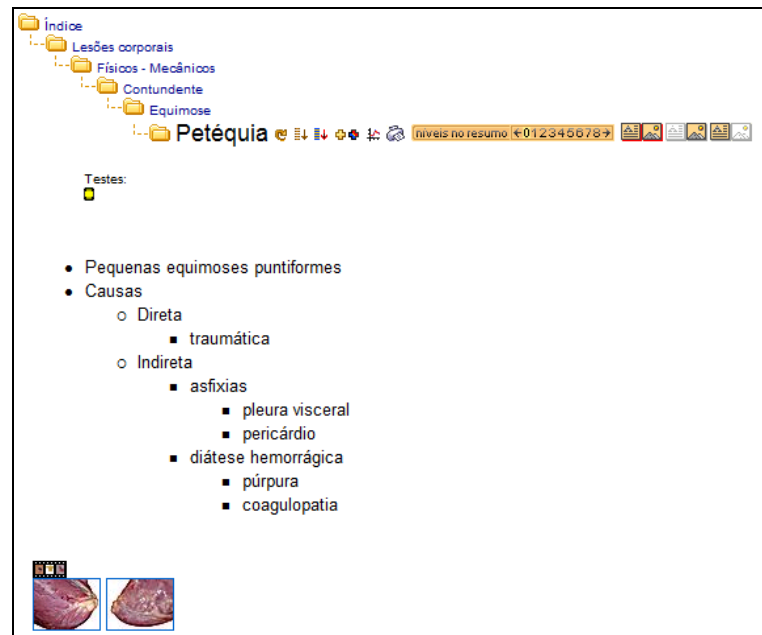 Índice
Lesões corporais
Físicos - Mecânicos
Contundente
Equimose
Petéquia níveis no resumo ←012345678→
Testes:
Pequenas equimoses puntiformes
Causas
Direta
traumática
Indireta
asfixias
pleura visceral
pericárdio
diátese hemorrágica
púrpura
coagulopatia